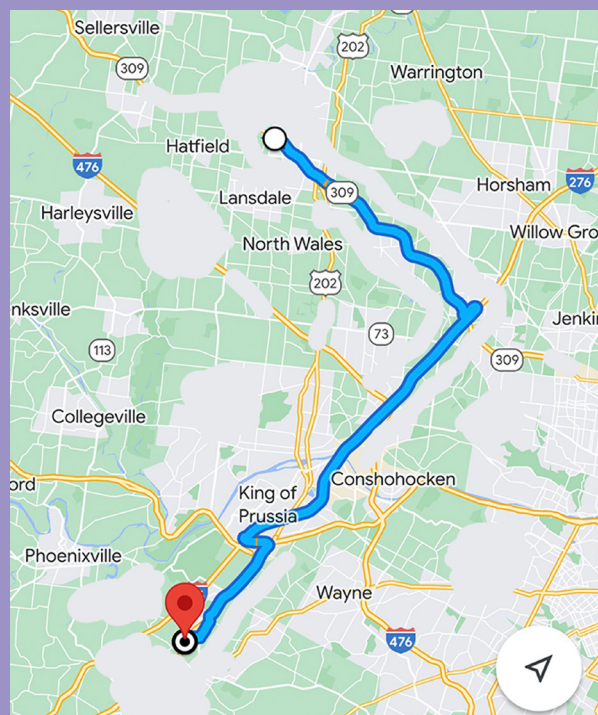 Sellersville
202
309
Warrington
Hatfield
476
276
Horsham
Lansdale
309
Harleysville
Willow Gro
North Wales
202
nksville
Jenki
73
113
309
Collegeville
Conshohocken
ord
King of
Prussia
Phoenixville
Wayne
476